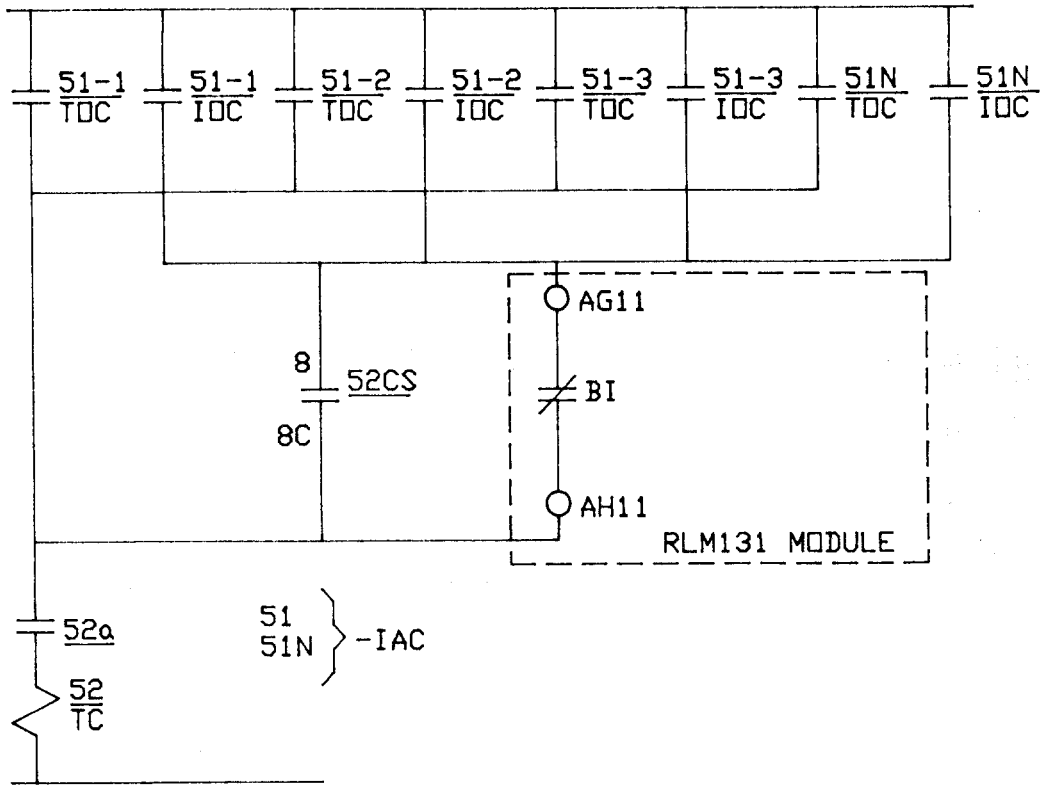 51-1
TOC
51-1
IOC
51-2
TOC
51-2
IOC
51-3
TOC
51-3
IOC
51N
TOC
51N
IOC
AG11
8
52CS
BI
8C
AH11
RLM131 MODULE
52a
51
51N
-IAC
52
TC